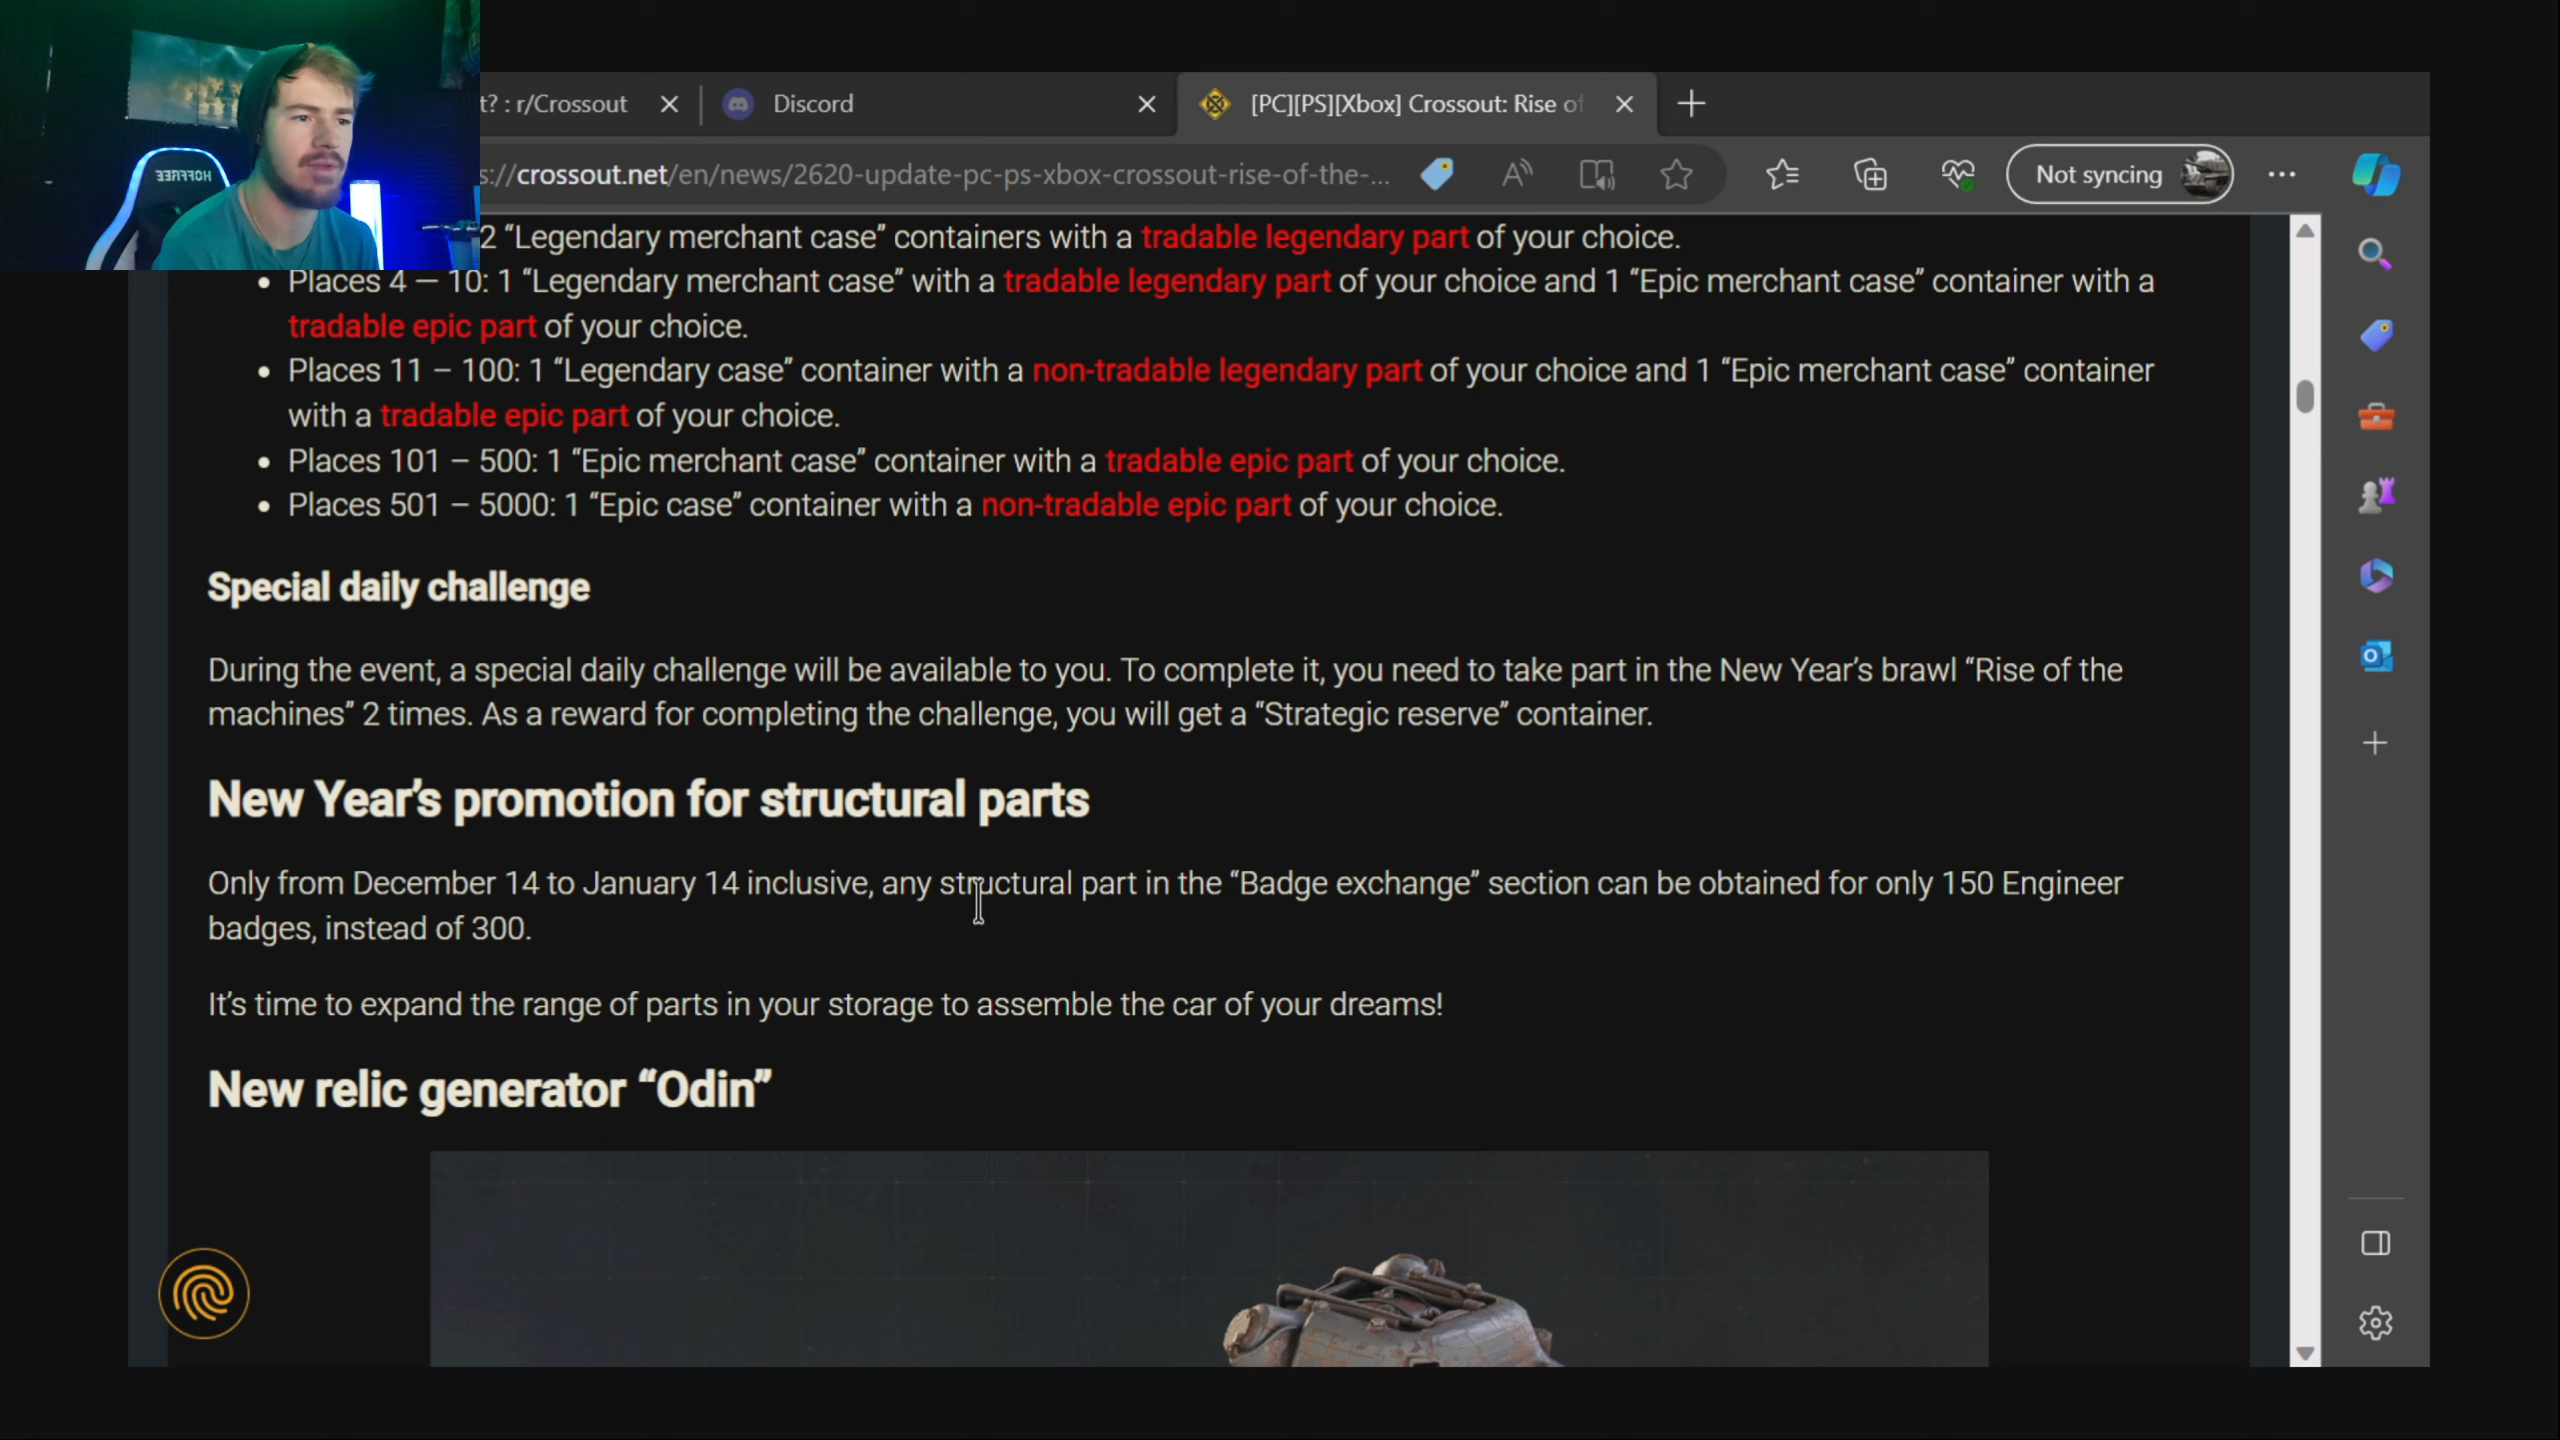 t? : r/Crossout
Discord
[PC][PS][Xbox] Crossout: Rise of
s://crossout.net/en/news/2620-update-pc-ps-xbox-crossout-rise-of-the-...
Not syncing
HOFFREE
2 “Legendary merchant case” containers with a tradable legendary part of your choice.
• Places 4 — 10: 1 “Legendary merchant case” with a tradable legendary part of your choice and 1 “Epic merchant case” container with a
tradable epic part of your choice.
• Places 11 – 100: 1 “Legendary case” container with a non-tradable legendary part of your choice and 1 “Epic merchant case” container
with a tradable epic part of your choice.
• Places 101 – 500: 1 “Epic merchant case” container with a tradable epic part of your choice.
• Places 501 – 5000: 1 “Epic case” container with a non-tradable epic part of your choice.
Special daily challenge
During the event, a special daily challenge will be available to you. To complete it, you need to take part in the New Year’s brawl “Rise of the
machines” 2 times. As a reward for completing the challenge, you will get a “Strategic reserve” container.
New Year’s promotion for structural parts
Only from December 14 to January 14 inclusive, any structural part in the “Badge exchange” section can be obtained for only 150 Engineer
badges, instead of 300.
It’s time to expand the range of parts in your storage to assemble the car of your dreams!
New relic generator “Odin”